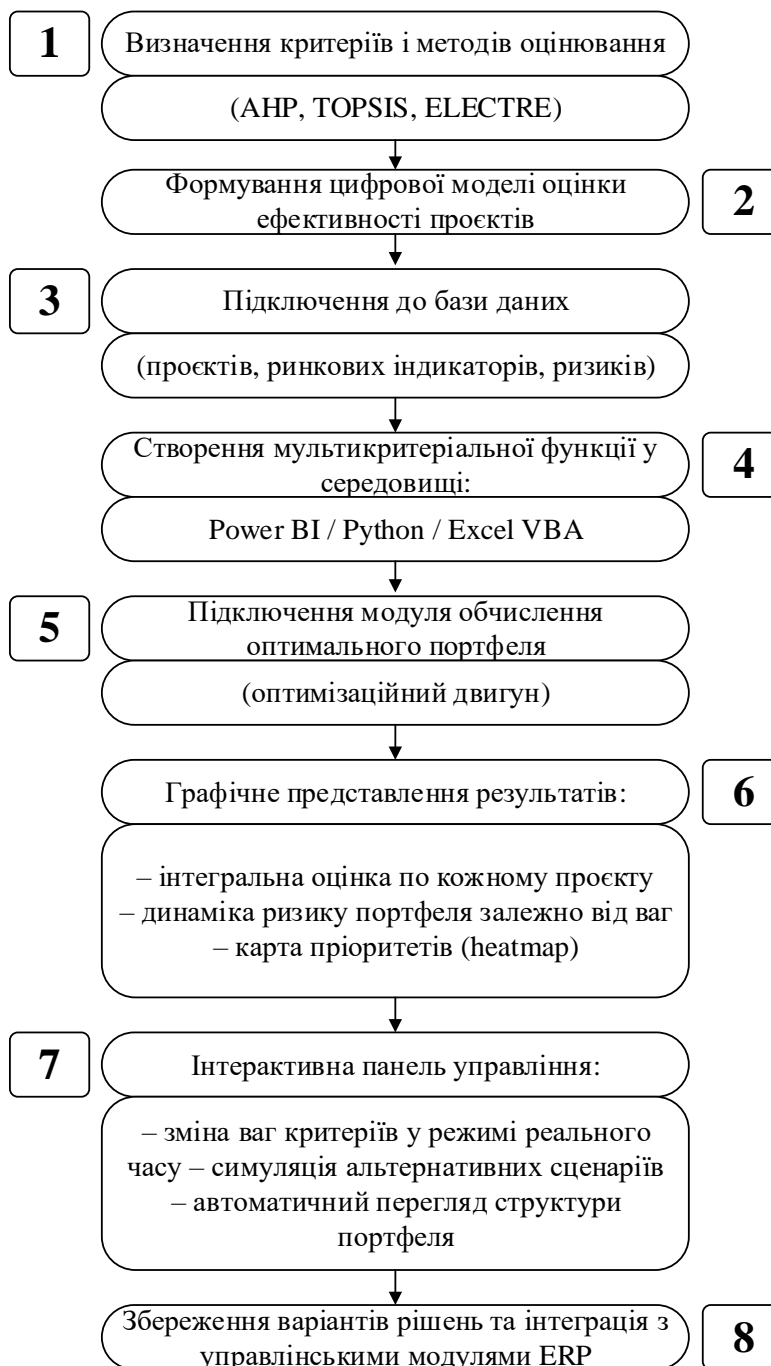 1
Визначення критеріїв і методів оцінювання
(AHP, TOPSIS, ELECTRE)
Формування цифрової моделі оцінки
ефективності проєктів
2
3
Підключення до бази даних
(проєктів, ринкових індикаторів, ризиків)
Створення мультикритеріальної функції у
середовищі:
4
Power BI / Python / Excel VBA
5
Підключення модуля обчислення
оптимального портфеля
(оптимізаційний двигун)
Графічне представлення результатів:
6
– інтегральна оцінка по кожному проєкту
– динаміка ризику портфеля залежно від ваг
– карта пріоритетів (heatmap)
7
Інтерактивна панель управління:
– зміна ваг критеріїв у режимі реального
часу – симуляція альтернативних сценаріїв
– автоматичний перегляд структури
портфеля
Збереження варіантів рішень та інтеграція з
управлінськими модулями ERP
8